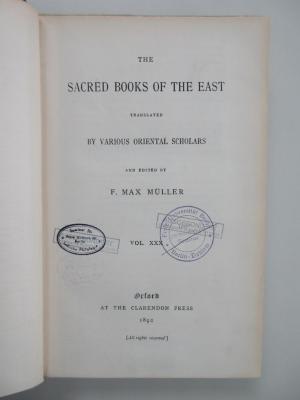 THE
SACRED BOOKS OF THE EAST
TRANSLATED
BY VARIOUS ORIENTAL SCHOLARS
AND EDITED BY
F. MAX MÜLLER
VOL. XXX
Oxford
AT THE CLARENDON PRESS
1892
[All rights reserved]